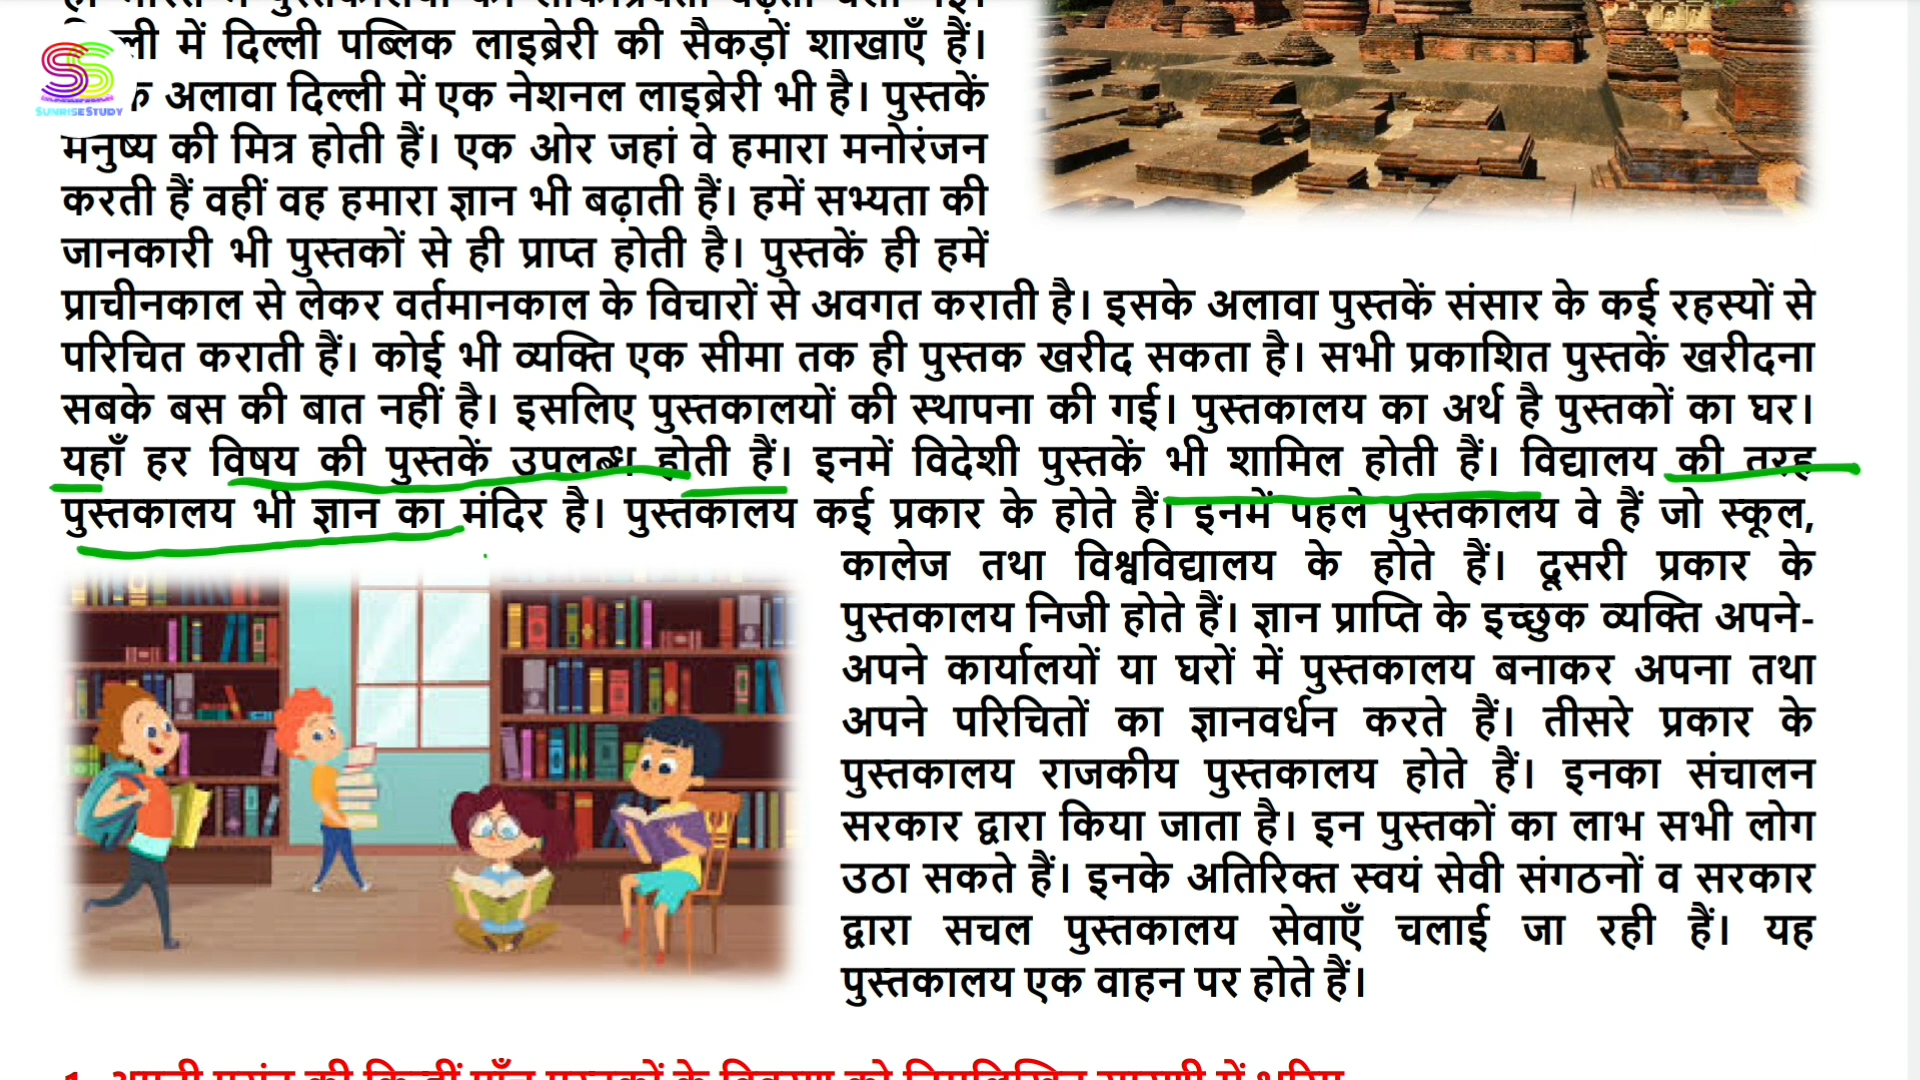 में दिल्ली पब्लिक लाइब्रेरी की सैकड़ों शाखाएँ हैं।
अलावा दिल्ली में एक नेशनल लाइब्रेरी भी है। पुस्तकें
मनुष्य की मित्र होती हैं। एक ओर जहां वे हमारा मनोरंजन
करती हैं वहीं वह हमारा ज्ञान भी बढ़ाती हैं। हमें सभ्यता की
जानकारी भी पुस्तकों से ही प्राप्त होती है। पुस्तकें ही हमें
प्राचीनकाल से लेकर वर्तमानकाल के विचारों से अवगत कराती है। इसके अलावा पुस्तकें संसार के कई रहस्यों से
परिचित कराती हैं। कोई भी व्यक्ति एक सीमा तक ही पुस्तक खरीद सकता है। सभी प्रकाशित पुस्तकें खरीदना
सबके बस की बात नहीं है। इसलिए पुस्तकालयों की स्थापना की गई। पुस्तकालय का अर्थ है पुस्तकों का घर।
यहाँ हर विषय की पुस्तकें उपलब्ध होती हैं। इनमें विदेशी पुस्तकें भी शामिल होती हैं। विद्यालय की तरह
पुस्तकालय भी ज्ञान का मंदिर है। पुस्तकालय कई प्रकार के होते हैं। इनमें पहले पुस्तकालय वे हैं जो स्कूल,
कालेज तथा विश्वविद्यालय के होते हैं। दूसरी प्रकार के
पुस्तकालय निजी होते हैं। ज्ञान प्राप्ति के इच्छुक व्यक्ति अपने-
अपने कार्यालयों या घरों में पुस्तकालय बनाकर अपना तथा
अपने परिचितों का ज्ञानवर्धन करते हैं। तीसरे प्रकार के
पुस्तकालय राजकीय पुस्तकालय होते हैं। इनका संचालन
सरकार द्वारा किया जाता है। इन पुस्तकों का लाभ सभी लोग
उठा सकते हैं। इनके अतिरिक्त स्वयं सेवी संगठनों व सरकार
द्वारा सचल पुस्तकालय सेवाएँ चलाई जा रही हैं। यह
पुस्तकालय एक वाहन पर होते हैं।
SUNRISE STUDY